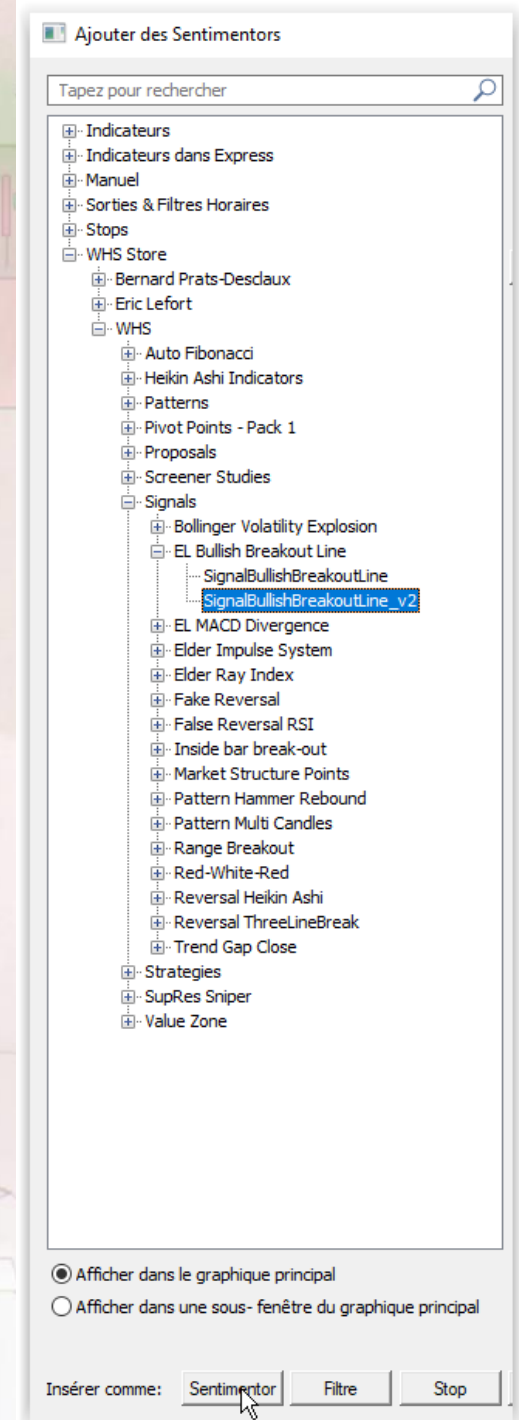 Ajouter des Sentimentors
Tapez pour rechercher
Indicateurs
Indicateurs dans Express
Manuel
Sorties & Filtres Horaires
Stops
WHS Store
Bernard Prats-Desclaux
Eric Lefort
WHS
Auto Fibonacci
Heikin Ashi Indicators
Patterns
Pivot Points - Pack 1
Proposals
Screener Studies
Signals
Bollinger Volatility Explosion
EL Bullish Breakout Line
SignalBullishBreakoutLine
SignalBullishBreakoutLine_v2
EL MACD Divergence
Elder Impulse System
Elder Ray Index
Fake Reversal
False Reversal RSI
Inside bar break-out
Market Structure Points
Pattern Hammer Rebound
Pattern Multi Candles
Range Breakout
Red-White-Red
Reversal Heikin Ashi
Reversal ThreeLineBreak
Trend Gap Close
Strategies
SupRes Sniper
Value Zone
Afficher dans le graphique principal
Afficher dans une sous- fenêtre du graphique principal
Insérer comme: Sentimentor Filtre Stop